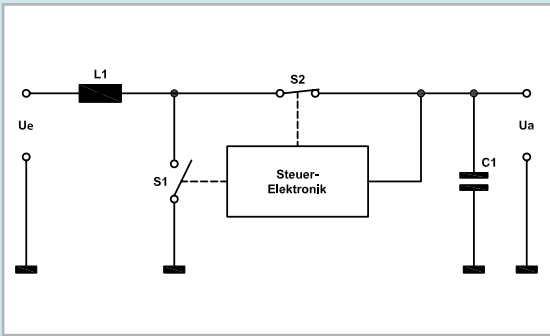 L1
S2
Ue
Ua
C1
S1
Steuer-
Elektronik